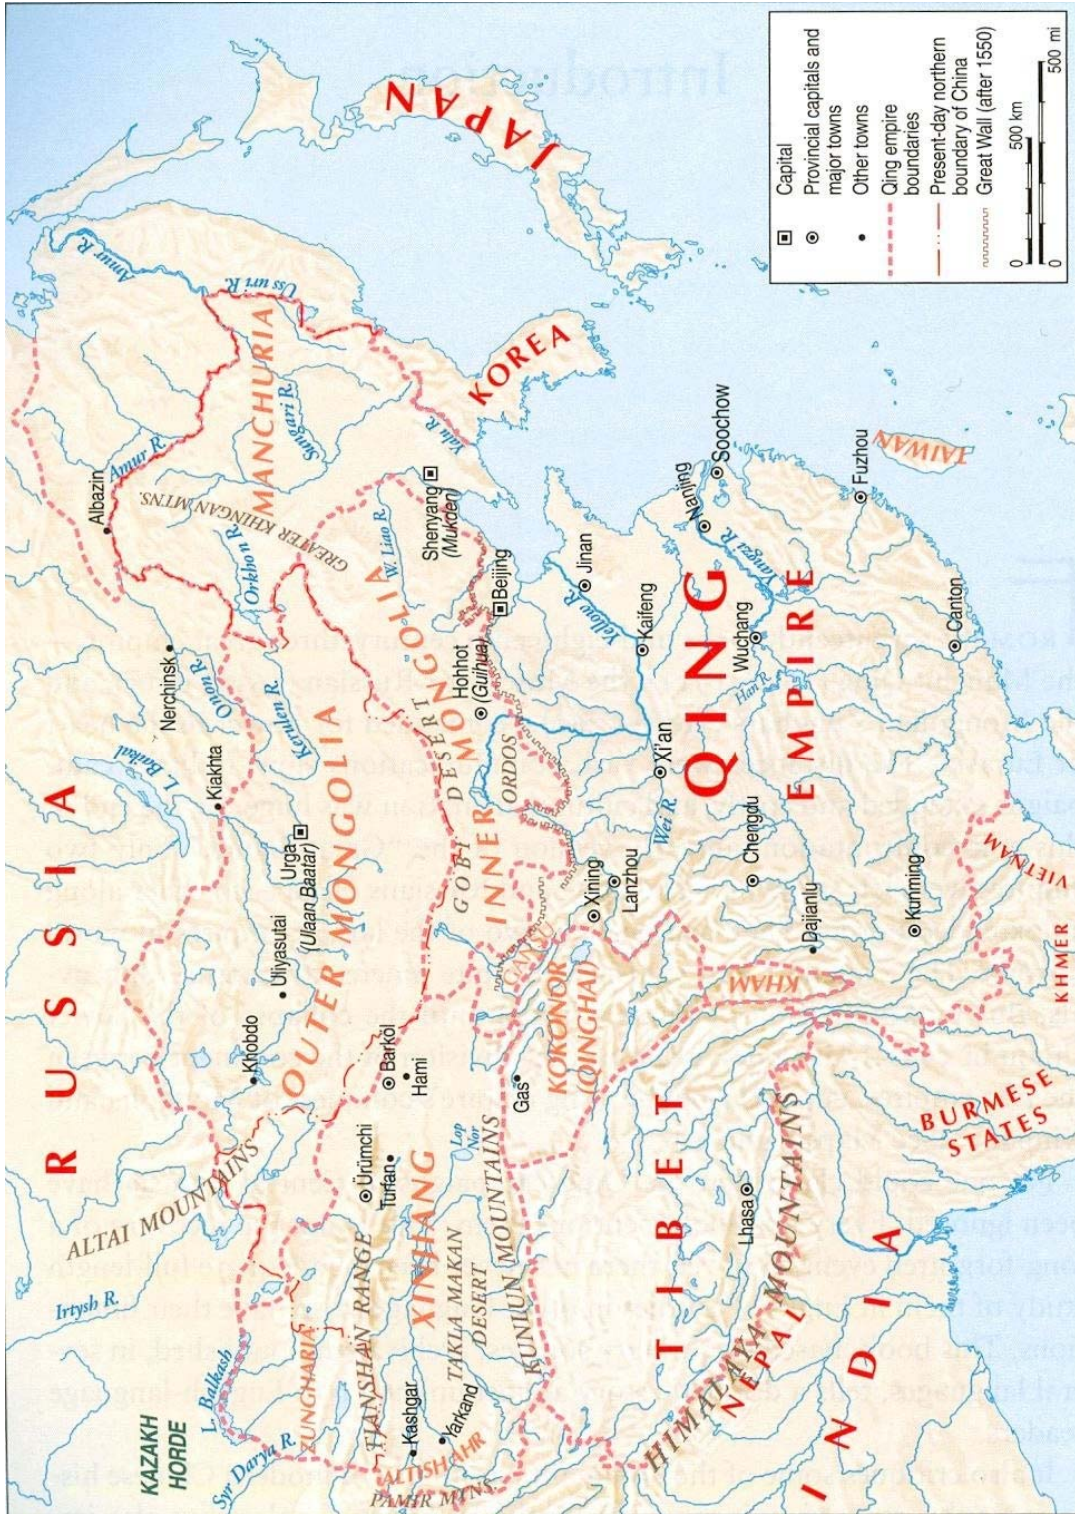 RUSSIA
KAZAKH
HORDE
L. Balkash
Syr Darya R.
Irtysh R.
ALTAI MOUNTAINS
ZUNGHARIA
TIANSHAN RANGE
Kashgar
Yarkand
ALTISHAHR
PAMIR MTNS.
XINJIANG
TAKLA MAKAN
DESERT
KUNLUN MOUNTAINS
Ürümchi
Turfan
Lop
Nor
Barköl
Hami
Gas
Khobdo
Uliyasutai
Urga
(Ulaan Baatar)
OUTER MONGOLIA
L. Baikal
Kiakhta
Nerchinsk
Onon R.
Kerulen R.
Orkhon R.
Albazin
Amur R.
Amur R.
Ussuri R.
Sungari R.
MANCHURIA
GREATER KHINGAN MTNS.
W. Liao R.
Shenyang
(Mukden)
Yalu R.
KOREA
JAPAN
GOBI DESERT
INNER MONGOLIA
Hohhot
(Guihua)
ORDOS
Beijing
GANSU
KOKONOR
(QINGHAI)
Xining
Lanzhou
Wei R.
Xi'an
Yellow R.
Jinan
Kaifeng
QING
EMPIRE
Nanjing
Soochow
Yangzi R.
Wuchang
Han R.
Chengdu
Dajianlu
KHAM
TIBET
Lhasa
HIMALAYA MOUNTAINS
NEPAL
INDIA
BURMESE
STATES
Kunming
Canton
Fuzhou
TAIWAN
VIETNAM
KHMER
Capital
Provincial capitals and
major towns
Other towns
Qing empire
boundaries
Present-day northern
boundary of China
Great Wall (after 1550)
0 500 km
0 500 mi